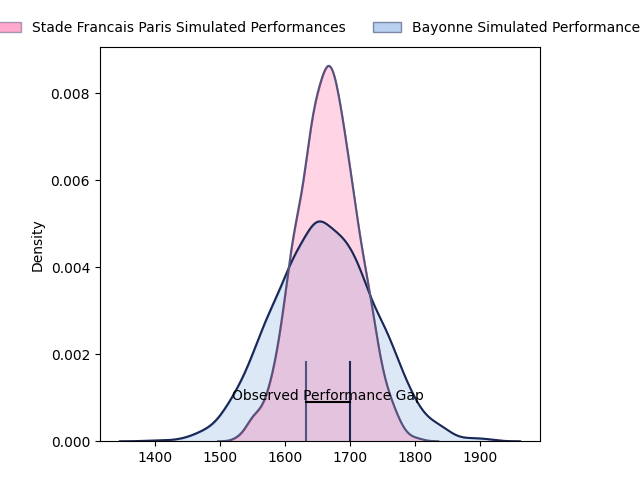 Stade Francais Paris Simulated Performances
Bayonne Simulated Performance
0.008
0.006
0.004
0.002
0.000
Density
Observed Performance Gap
1400 1500 1600 1700 1800 1900